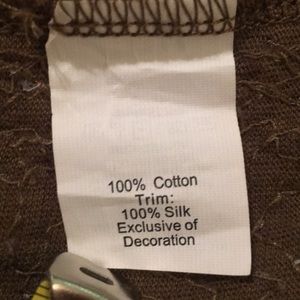 100% Cotton
Trim:
100% Silk
Exclusive of
Decoration